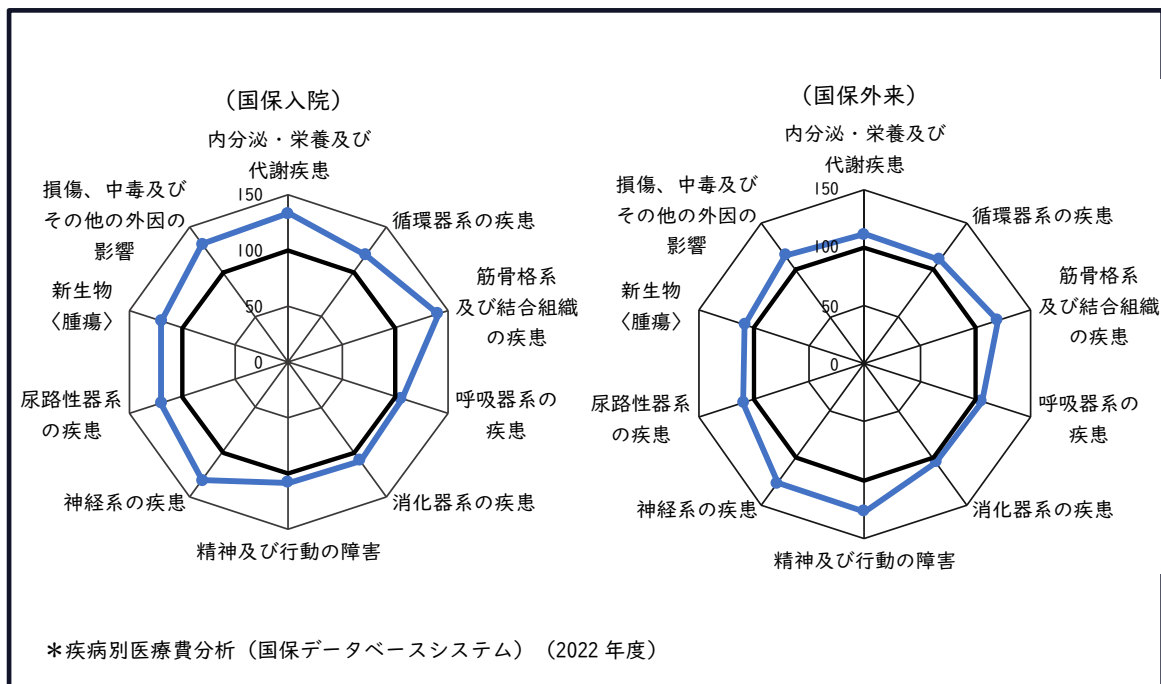 （国保入院）
内分泌・栄養及び
代謝疾患
150
100
50
0
循環器系の疾患
筋骨格系
及び結合組織
の疾患
呼吸器系の
疾患
消化器系の疾患
精神及び行動の障害
神経系の疾患
尿路性器系
の疾患
新生物
〈腫瘍〉
損傷、中毒及び
その他の外因の
影響
（国保外来）
内分泌・栄養及び
代謝疾患
150
100
50
0
循環器系の疾患
筋骨格系
及び結合組織
の疾患
呼吸器系の
疾患
消化器系の疾患
精神及び行動の障害
神経系の疾患
尿路性器系
の疾患
新生物
〈腫瘍〉
損傷、中毒及び
その他の外因の
影響
＊疾病別医療費分析（国保データベースシステム）（2022 年度）